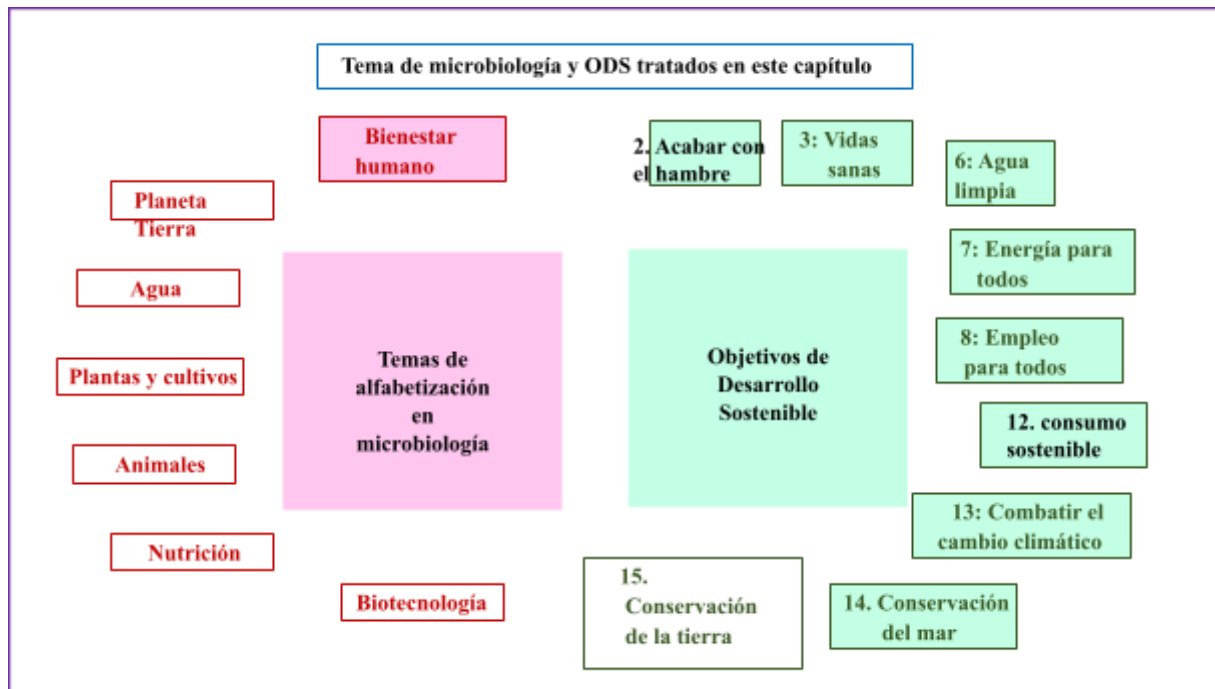 Tema de microbiología y ODS tratados en este capítulo
Bienestar
humano
Planeta
Tierra
Agua
Plantas y cultivos
Animales
Nutrición
Biotecnología
Temas de
alfabetización
en
microbiología
2. Acabar con
el hambre
3: Vidas
sanas
6: Agua
limpia
7: Energía para
todos
8: Empleo
para todos
12. consumo
sostenible
13: Combatir el
cambio climático
14. Conservación
del mar
15.
Conservación
de la tierra
Objetivos de
Desarrollo
Sostenible